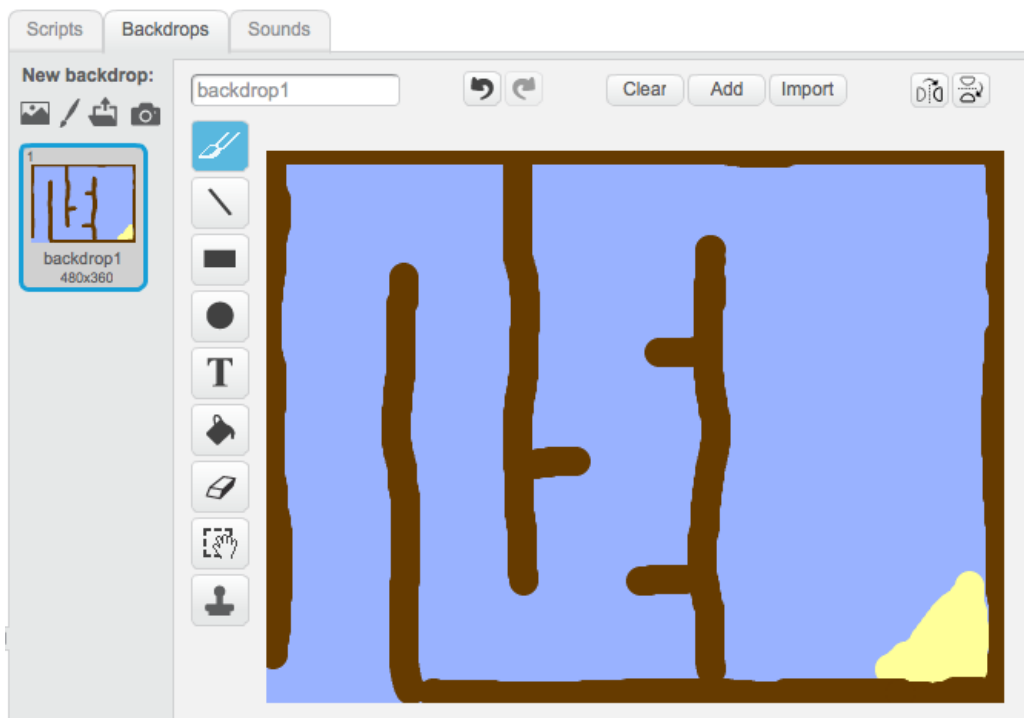 Scripts
Backdrops
Sounds
New backdrop:
backdrop1
Clear
Add
Import
1
backdrop1
480x360
T